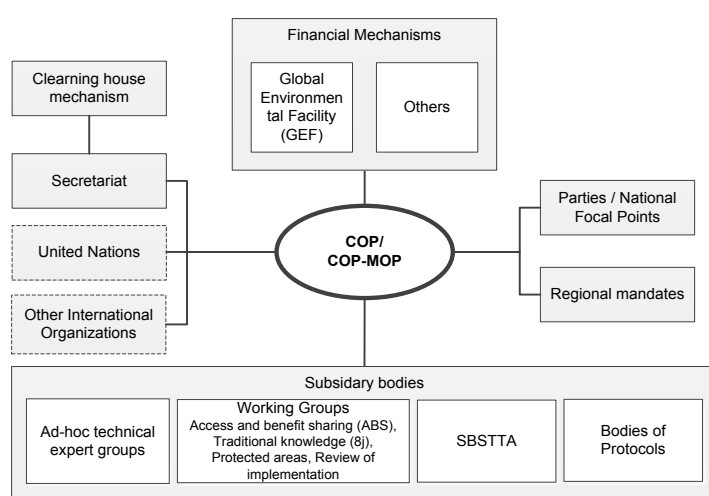 Financial Mechanisms
Global
Environmen
tal Facility
(GEF)
Others
Clearning house
mechanism
Secretariat
United Nations
Other International
Organizations
COP/
COP-MOP
Parties / National
Focal Points
Regional mandates
Subsidary bodies
Ad-hoc technical
expert groups
Working Groups
Access and benefit sharing (ABS),
Traditional knowledge (8j),
Protected areas, Review of
implementation
SBSTTA
Bodies of
Protocols